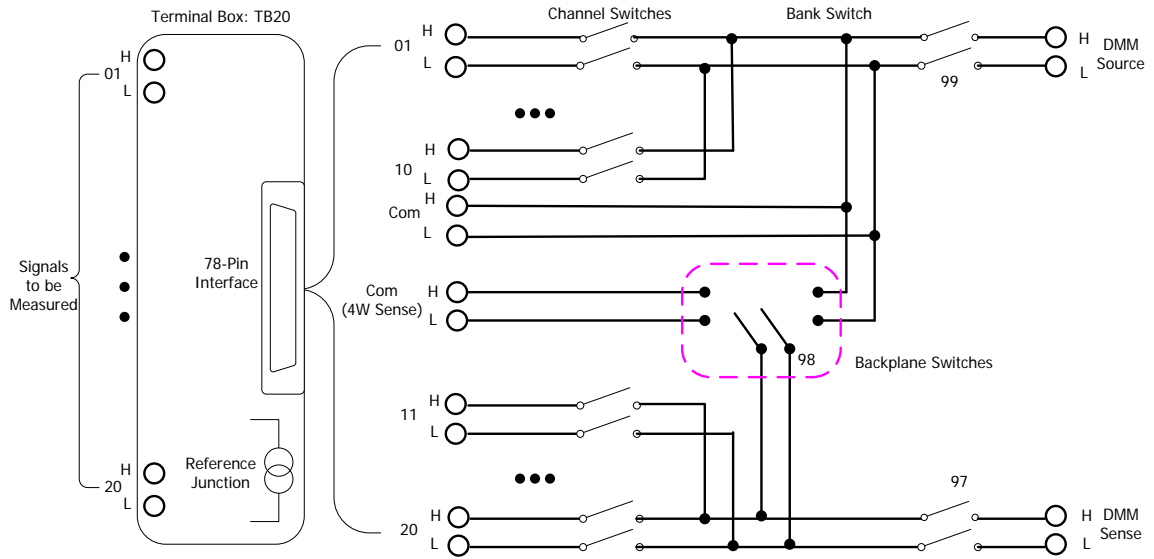 Terminal Box: TB20
Channel Switches
Bank Switch
H
01
L
Signals
to be
Measured
78-Pin
Interface
Reference
Junction
H
20
L
01
H
L
H
10
L
Com
H
L
Com
(4W Sense)
H
L
11
H
L
20
H
L
H
L
DMM
Source
99
98
Backplane Switches
97
H
L
DMM
Sense